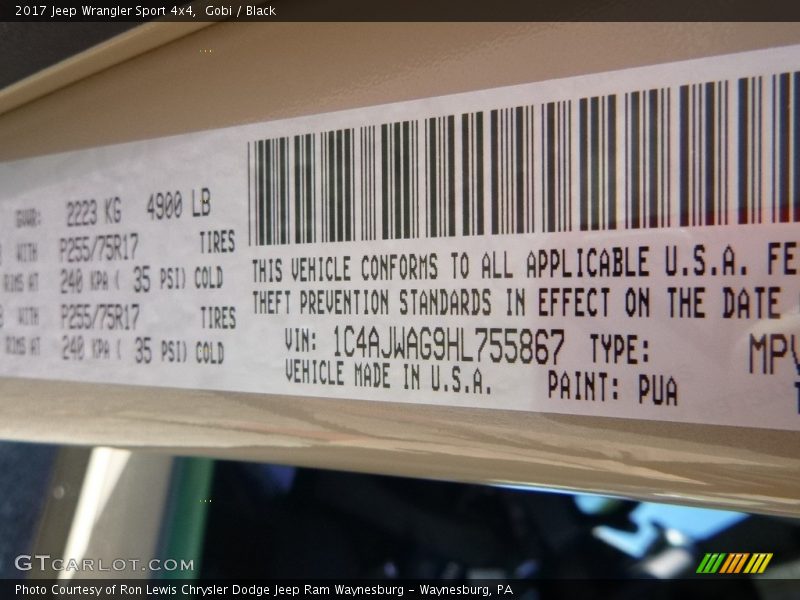 2017 Jeep Wrangler Sport 4x4, Gobi / Black
GVWR: 2223 KG 4900 LB
WITH P255/75R17 TIRES
RIMS AT 240 KPA ( 35 PSI) COLD
WITH P255/75R17 TIRES
RIMS AT 240 KPA ( 35 PSI) COLD
THIS VEHICLE CONFORMS TO ALL APPLICABLE U.S.A. FE
THEFT PREVENTION STANDARDS IN EFFECT ON THE DATE
VIN: 1C4AJWAG9HL755867 TYPE: MPV
VEHICLE MADE IN U.S.A. PAINT: PUA
GTCARLOT.COM
Photo Courtesy of Ron Lewis Chrysler Dodge Jeep Ram Waynesburg – Waynesburg, PA